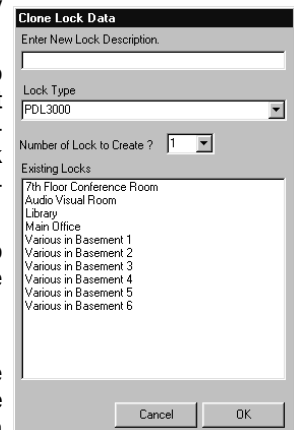 Clone Lock Data
Enter New Lock Description.
Lock Type
PDL3000
Number of Lock to Create ? 1
Existing Locks
7th Floor Conference Room
Audio Visual Room
Library
Main Office
Various in Basement 1
Various in Basement 2
Various in Basement 3
Various in Basement 4
Various in Basement 5
Various in Basement 6
Cancel OK